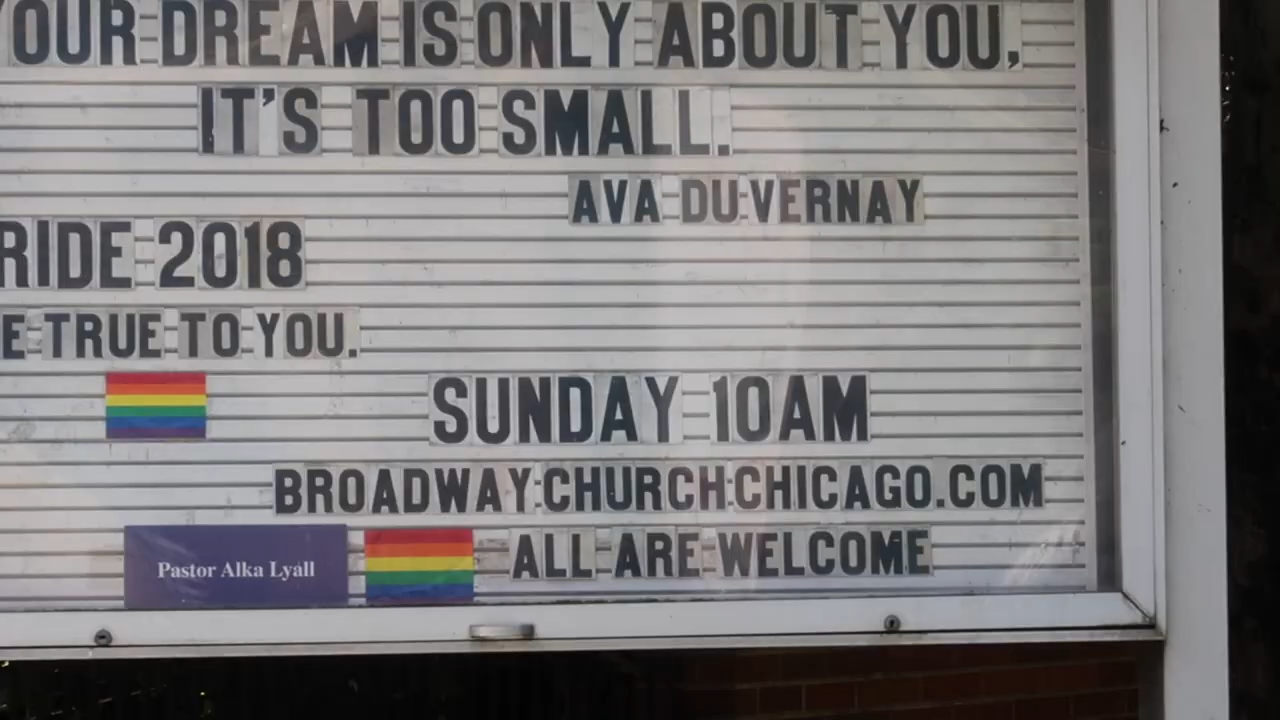 OUR DREAM IS ONLY ABOUT YOU,
IT'S TOO SMALL.
AVA DUVERNAY
RIDE 2018
E TRUE TO YOU.
SUNDAY 10AM
BROADWAYCHURCHCHICAGO.COM
Pastor Alka Lyall
ALL ARE WELCOME